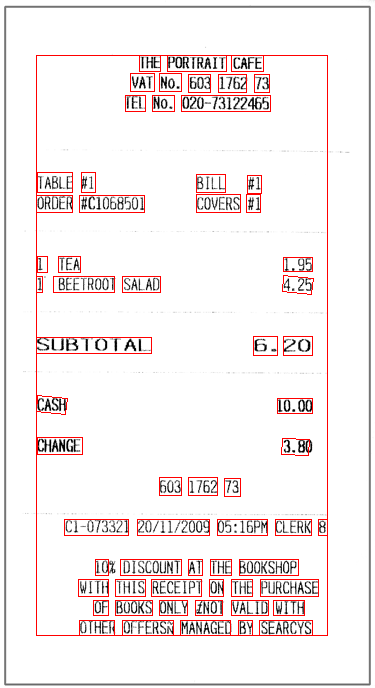 THE PORTRAIT CAFE
VAT No. 603 1762 73
TEL No. 020-73122465
TABLE #1 BILL #1
ORDER #C1068501 COVERS #1
1 TEA 1.95
1 BEETROOT SALAD 4.25
SUBTOTAL 6.20
CASH 10.00
CHANGE 3.80
603 1762 73
C1-073321 20/11/2009 05:16PM CLERK 8
10% DISCOUNT AT THE BOOKSHOP
WITH THIS RECEIPT ON THE PURCHASE
OF BOOKS ONLY VALID WITH
OTHER MANAGED BY SEARCYS